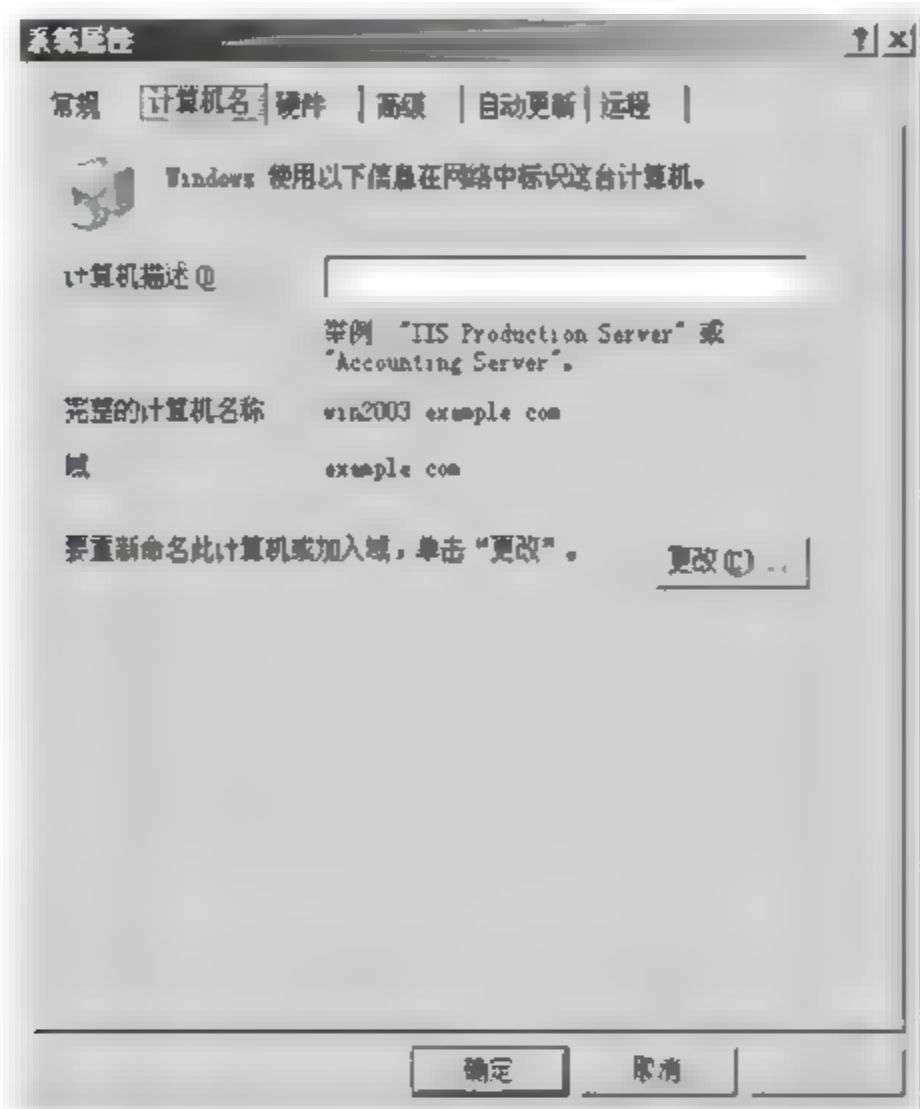 系统属性
常规 计算机名 硬件 高级 自动更新 远程
Windows 使用以下信息在网络中标识这台计算机。
计算机描述(D)
举例 "IIS Production Server" 或
"Accounting Server"。
完整的计算机名称 win2003 example com
域 example com
要重新命名此计算机或加入域，单击“更改”。 更改(C)...
确定 取消